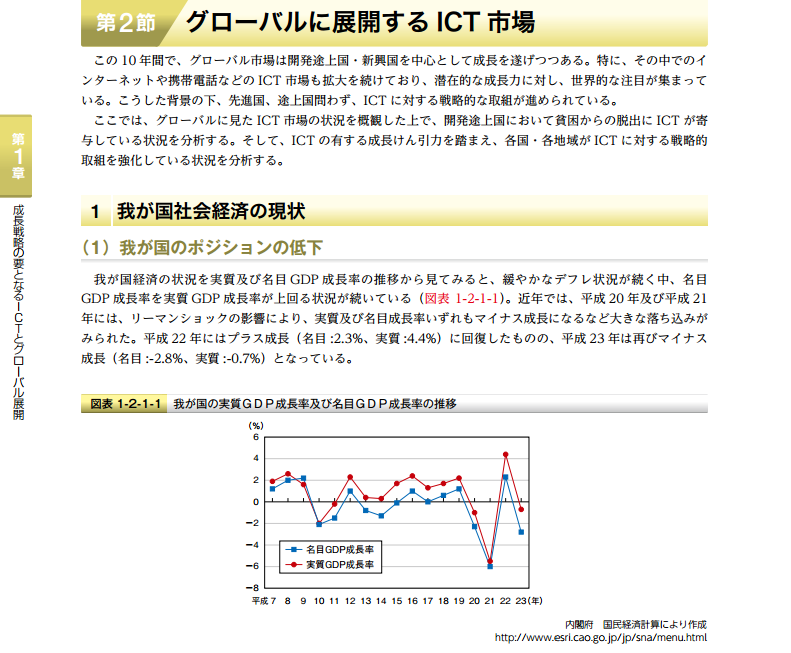 第2節 グローバルに展開する ICT 市場
この 10 年間で、グローバル市場は開発途上国・新興国を中心として成長を遂げつつある。特に、その中でのイ
ンターネットや携帯電話などの ICT 市場も拡大を続けており、潜在的な成長力に対し、世界的な注目が集まって
いる。こうした背景の下、先進国、途上国問わず、ICT に対する戦略的な取組が進められている。
ここでは、グローバルに見た ICT 市場の状況を概観した上で、開発途上国において貧困からの脱出に ICT が寄
与している状況を分析する。そして、ICT の有する成長けん引力を踏まえ、各国・各地域が ICT に対する戦略的
取組を強化している状況を分析する。
第1章
成長戦略の要となるICTとグローバル展開
1 我が国社会経済の現状
（1）我が国のポジションの低下
我が国経済の状況を実質及び名目 GDP 成長率の推移から見てみると、緩やかなデフレ状況が続く中、名目
GDP 成長率を実質 GDP 成長率が上回る状況が続いている（図表 1-2-1-1）。近年では、平成 20 年及び平成 21
年には、リーマンショックの影響により、実質及び名目成長率いずれもマイナス成長になるなど大きな落ち込みが
みられた。平成 22 年にはプラス成長（名目:2.3%、実質:4.4%）に回復したものの、平成 23 年は再びマイナス
成長（名目:-2.8%、実質:-0.7%）となっている。
図表 1-2-1-1 我が国の実質ＧＤＰ成長率及び名目ＧＤＰ成長率の推移
(%)
6
4
2
0
−2
−4
−6
−8
名目GDP成長率
実質GDP成長率
平成 7 8 9 10 11 12 13 14 15 16 17 18 19 20 21 22 23(年)
内閣府 国民経済計算により作成
http://www.esri.cao.go.jp/jp/sna/menu.html